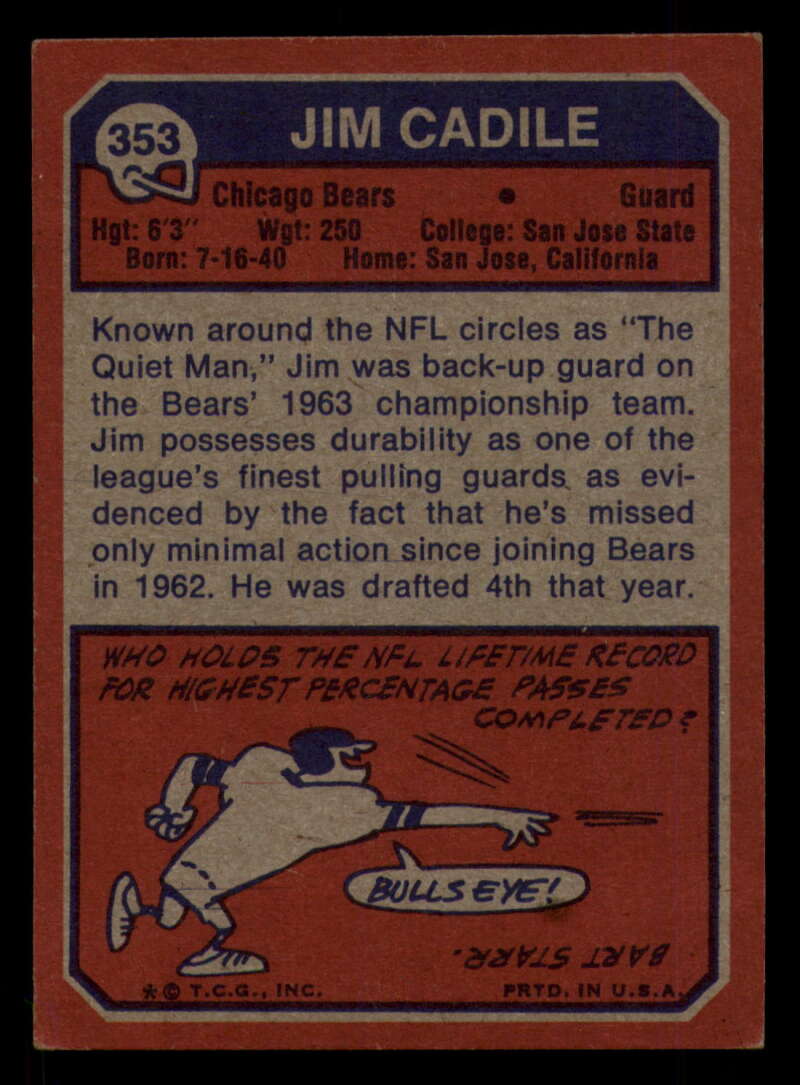 353
JIM CADILE
Chicago Bears • Guard
Hgt: 6'3" Wgt: 250 College: San Jose State
Born: 7-16-40 Home: San Jose, California
Known around the NFL circles as "The
Quiet Man," Jim was back-up guard on
the Bears' 1963 championship team.
Jim possesses durability as one of the
league's finest pulling guards as evi-
denced by the fact that he's missed
only minimal action since joining Bears
in 1962. He was drafted 4th that year.
WHO HOLDS THE NFL LIFETIME RECORD
FOR HIGHEST PERCENTAGE PASSES
COMPLETED?
BULLS EYE!
BART STARR.
* © T.C.G., INC. PRTD. IN U.S.A.